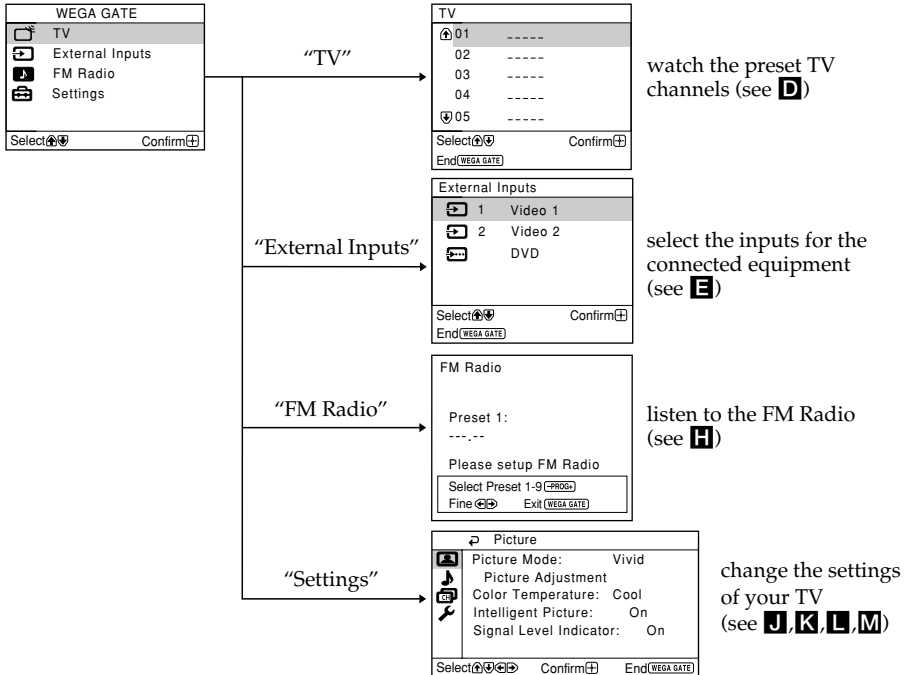 WEGA GATE
TV
External Inputs
FM Radio
Settings
Select Confirm
"TV"
TV
01 -----
02 -----
03 -----
04 -----
05 -----
Select Confirm
End WEGA GATE
watch the preset TV
channels (see D)
"External Inputs"
External Inputs
1 Video 1
2 Video 2
DVD
Select Confirm
End WEGA GATE
select the inputs for the
connected equipment
(see E)
"FM Radio"
FM Radio
Preset 1:
---.--
Please setup FM Radio
Select Preset 1-9 -PROG+
Fine Exit WEGA GATE
listen to the FM Radio
(see H)
"Settings"
Picture
Picture Mode: Vivid
Picture Adjustment
Color Temperature: Cool
Intelligent Picture: On
Signal Level Indicator: On
CH
Select Confirm End WEGA GATE
change the settings
of your TV
(see J, K, L, M)